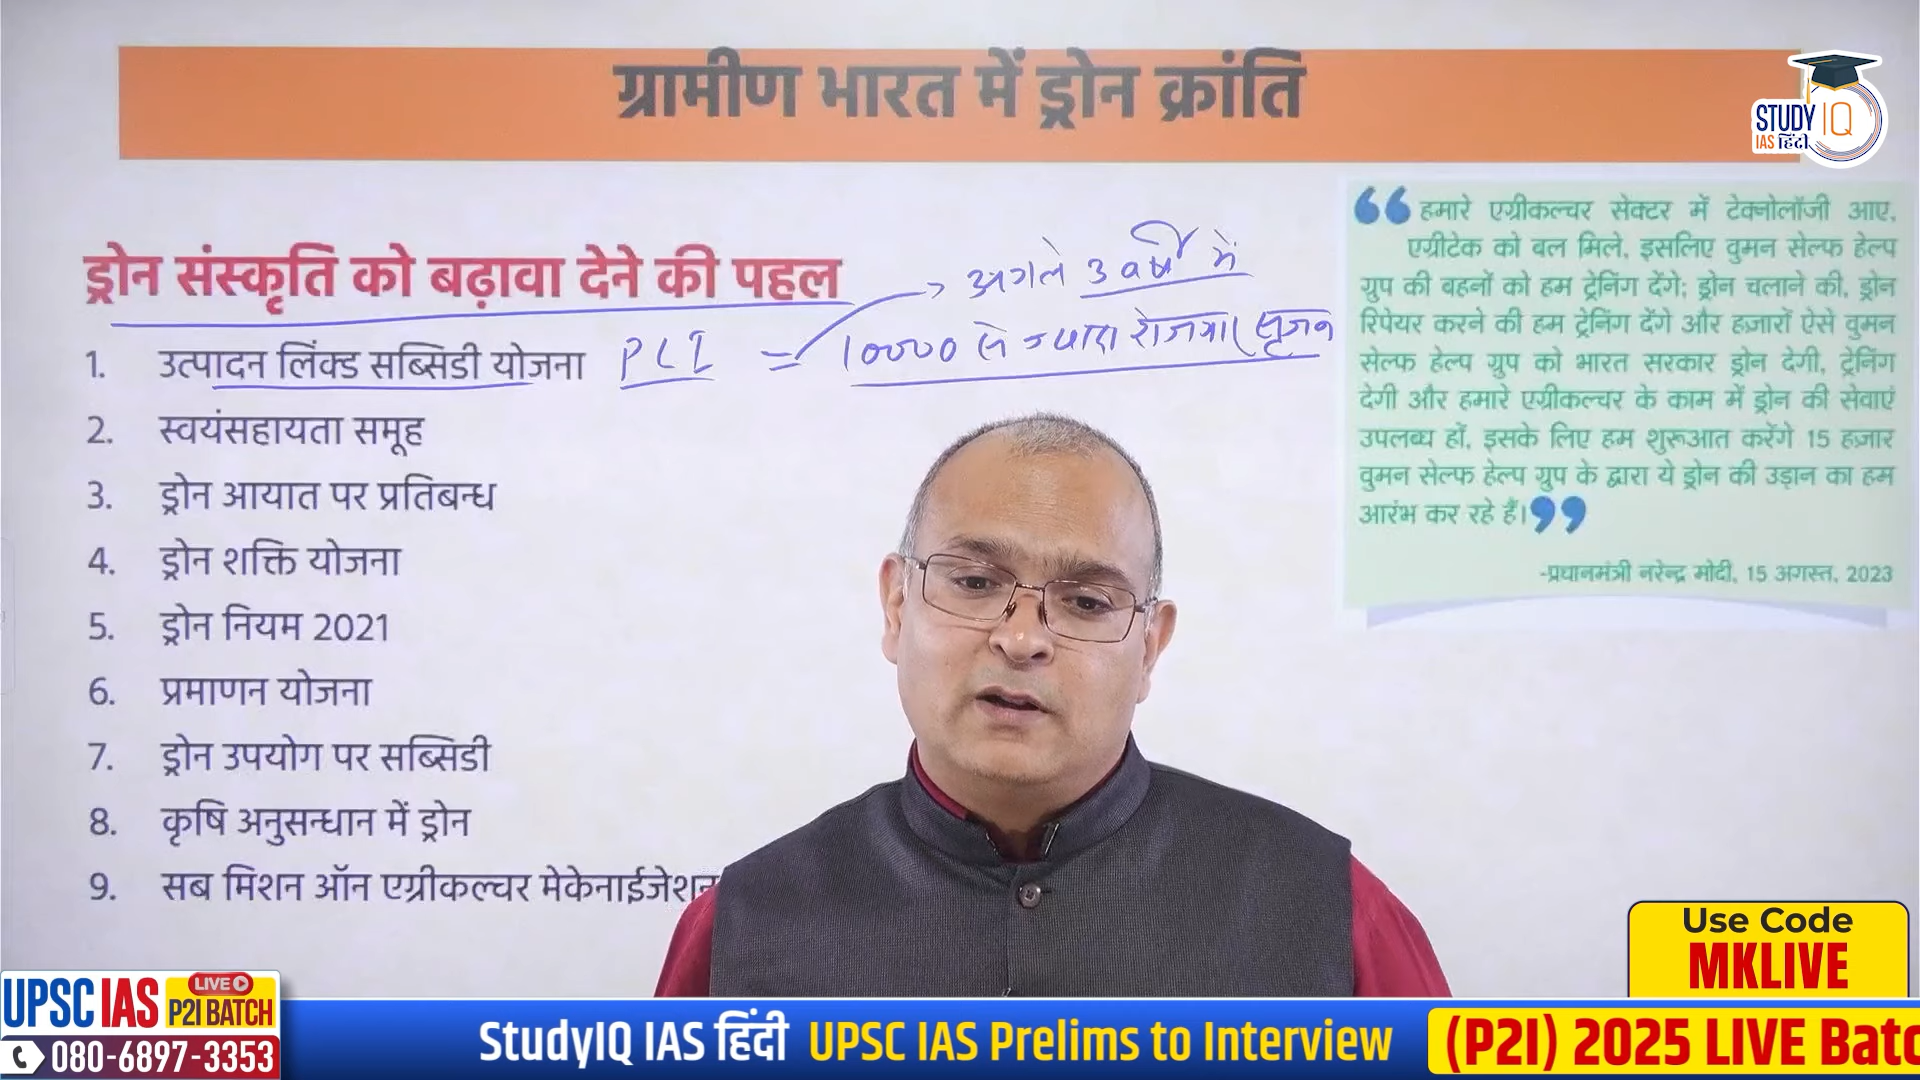 ग्रामीण भारत में ड्रोन क्रांति
STUDY IQ
IAS हिंदी
ड्रोन संस्कृति को बढ़ावा देने की पहल
अगले 3 वर्षों में
1. उत्पादन लिंक्ड सब्सिडी योजना PLI = 10000 से ज्यादा रोजगार सृजन
2. स्वयंसहायता समूह
3. ड्रोन आयात पर प्रतिबन्ध
4. ड्रोन शक्ति योजना
5. ड्रोन नियम 2021
6. प्रमाणन योजना
7. ड्रोन उपयोग पर सब्सिडी
8. कृषि अनुसन्धान में ड्रोन
9. सब मिशन ऑन एग्रीकल्चर मेकेनाईजेशन
“हमारे एग्रीकल्चर सेक्टर में टेक्नोलॉजी आए,
एग्रीटेक को बल मिले, इसलिए वुमन सेल्फ हेल्प
ग्रुप की बहनों को हम ट्रेनिंग देंगे; ड्रोन चलाने की, ड्रोन
रिपेयर करने की हम ट्रेनिंग देंगे और हज़ारों ऐसे वुमन
सेल्फ हेल्प ग्रुप को भारत सरकार ड्रोन देगी, ट्रेनिंग
देगी और हमारे एग्रीकल्चर के काम में ड्रोन की सेवाएं
उपलब्ध हों, इसके लिए हम शुरूआत करेंगे 15 हज़ार
वुमन सेल्फ हेल्प ग्रुप के द्वारा ये ड्रोन की उड़ान का हम
आरंभ कर रहे हैं।”
-प्रधानमंत्री नरेन्द्र मोदी, 15 अगस्त, 2023
Use Code
MKLIVE
UPSC IAS LIVE P2I BATCH
080-6897-3353
StudyIQ IAS हिंदी UPSC IAS Prelims to Interview (P2I) 2025 LIVE Batc